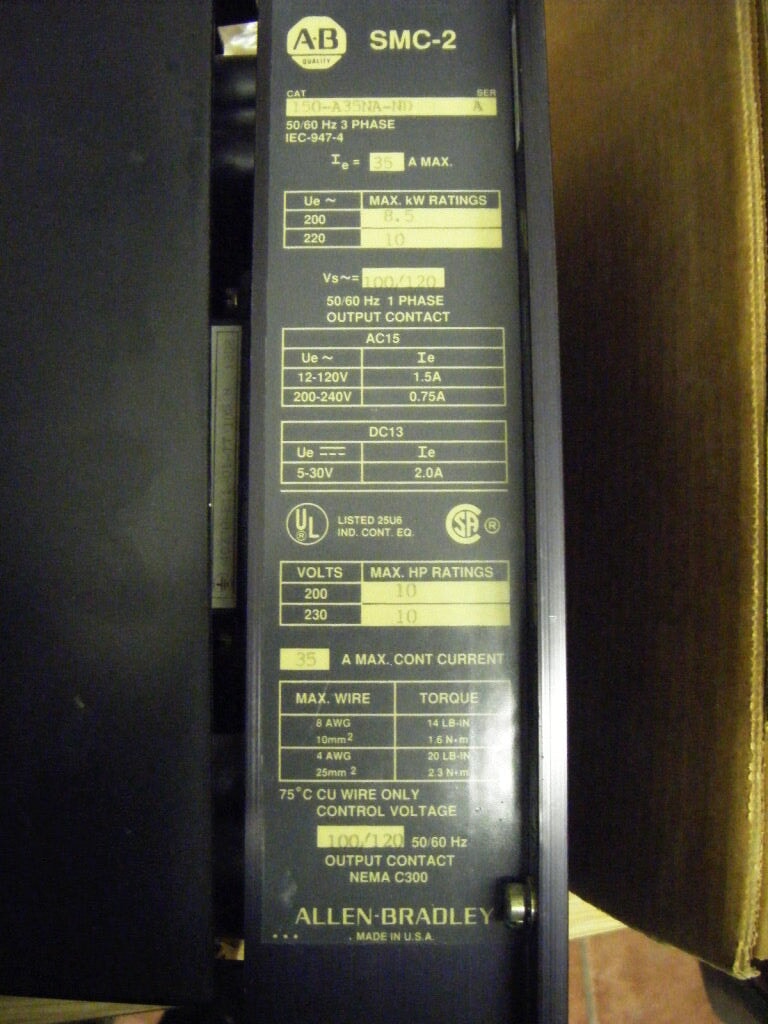 A·B
QUALITY
SMC-2
CAT SER
150-A35NA-ND A
50/60 Hz 3 PHASE
IEC-947-4
Ie = 35 A MAX.
Ue ~ MAX. kW RATINGS
200 8.5
220 10
Vs~= 100/120
50/60 Hz 1 PHASE
OUTPUT CONTACT
AC15
Ue ~ Ie
12-120V 1.5A
200-240V 0.75A
DC13
Ue Ie
5-30V 2.0A
UL ®
LISTED 25U6
IND. CONT. EQ.
SA ®
VOLTS MAX. HP RATINGS
200 10
230 10
35 A MAX. CONT CURRENT
MAX. WIRE TORQUE
8 AWG 14 LB-IN
10mm² 1.6 N•m
4 AWG 20 LB-IN
25mm² 2.3 N•m
75°C CU WIRE ONLY
CONTROL VOLTAGE
100/120 50/60 Hz
OUTPUT CONTACT
NEMA C300
ALLEN-BRADLEY
MADE IN U.S.A.